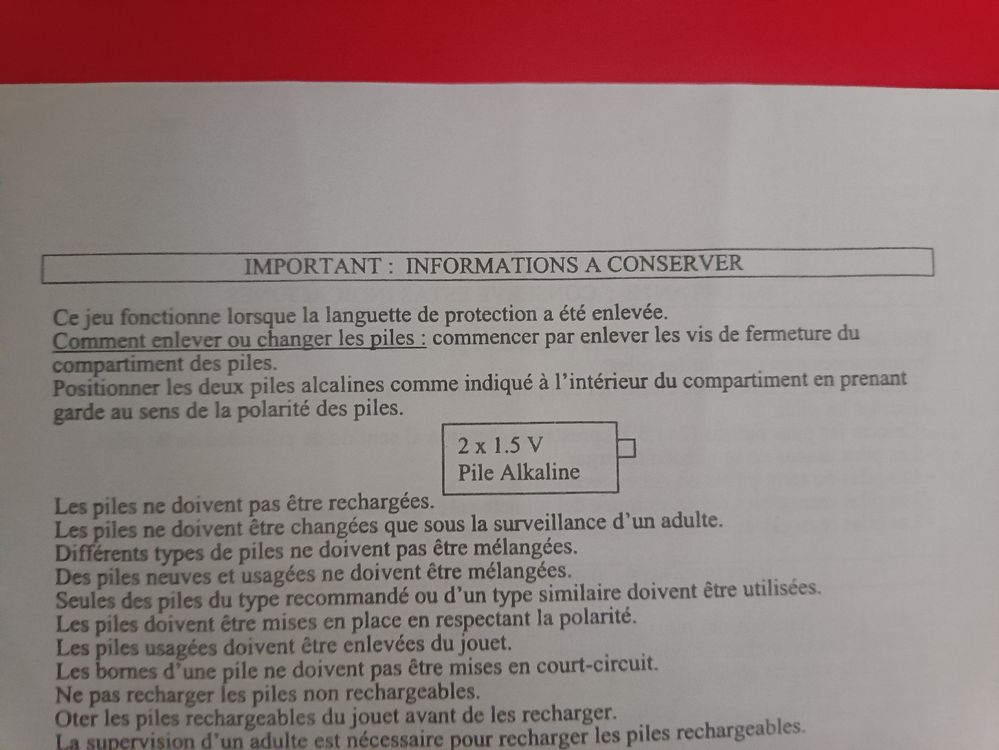 IMPORTANT : INFORMATIONS A CONSERVER
Ce jeu fonctionne lorsque la languette de protection a été enlevée.
Comment enlever ou changer les piles : commencer par enlever les vis de fermeture du
compartiment des piles.
Positionner les deux piles alcalines comme indiqué à l'intérieur du compartiment en prenant
garde au sens de la polarité des piles.
2 x 1.5 V
Pile Alkaline
Les piles ne doivent pas être rechargées.
Les piles ne doivent être changées que sous la surveillance d'un adulte.
Différents types de piles ne doivent pas être mélangées.
Des piles neuves et usagées ne doivent être mélangées.
Seules des piles du type recommandé ou d'un type similaire doivent être utilisées.
Les piles doivent être mises en place en respectant la polarité.
Les piles usagées doivent être enlevées du jouet.
Les bornes d'une pile ne doivent pas être mises en court-circuit.
Ne pas recharger les piles non rechargeables.
Oter les piles rechargeables du jouet avant de les recharger.
La supervision d'un adulte est nécessaire pour recharger les piles rechargeables.